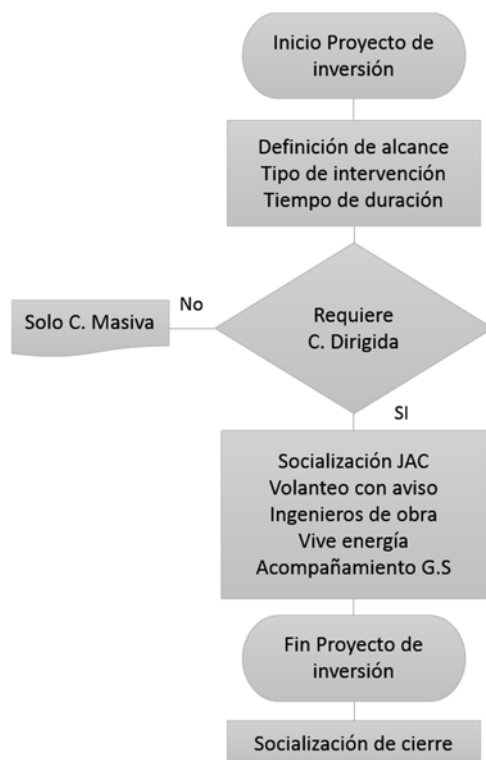 Inicio Proyecto de
inversión
Definición de alcance
Tipo de intervención
Tiempo de duración
Requiere
C. Dirigida
No
Solo C. Masiva
SI
Socialización JAC
Volanteo con aviso
Ingenieros de obra
Vive energía
Acompañamiento G.S
Fin Proyecto de
inversión
Socialización de cierre